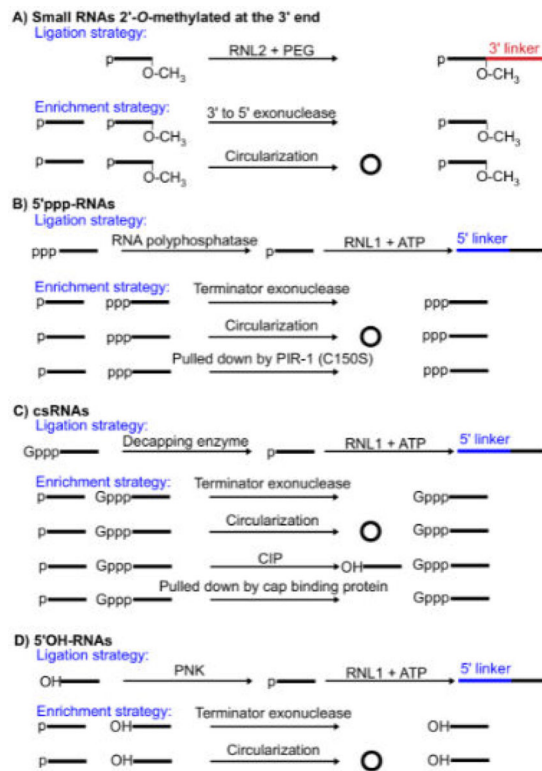 A) Small RNAs 2'-O-methylated at the 3' end
Ligation strategy:
RNL2 + PEG
3' linker
p
p
O-CH3
O-CH3
Enrichment strategy:
3' to 5' exonuclease
p p p
O-CH3 O-CH3
Circularization
p p p
O-CH3 O-CH3
B) 5'ppp-RNAs
Ligation strategy:
ppp RNA polyphosphatase p RNL1 + ATP 5' linker
Enrichment strategy:
Terminator exonuclease
p ppp ppp
Circularization
p ppp ppp
Pulled down by PIR-1 (C150S)
p ppp ppp
C) csRNAs
Ligation strategy:
Gppp Decapping enzyme p RNL1 + ATP 5' linker
Enrichment strategy:
Terminator exonuclease
p Gppp Gppp
Circularization
p Gppp Gppp
CIP
p Gppp OH Gppp
Pulled down by cap binding protein
p Gppp Gppp
D) 5'OH-RNAs
Ligation strategy:
OH PNK p RNL1 + ATP 5' linker
Enrichment strategy:
Terminator exonuclease
p OH OH
Circularization
p OH OH